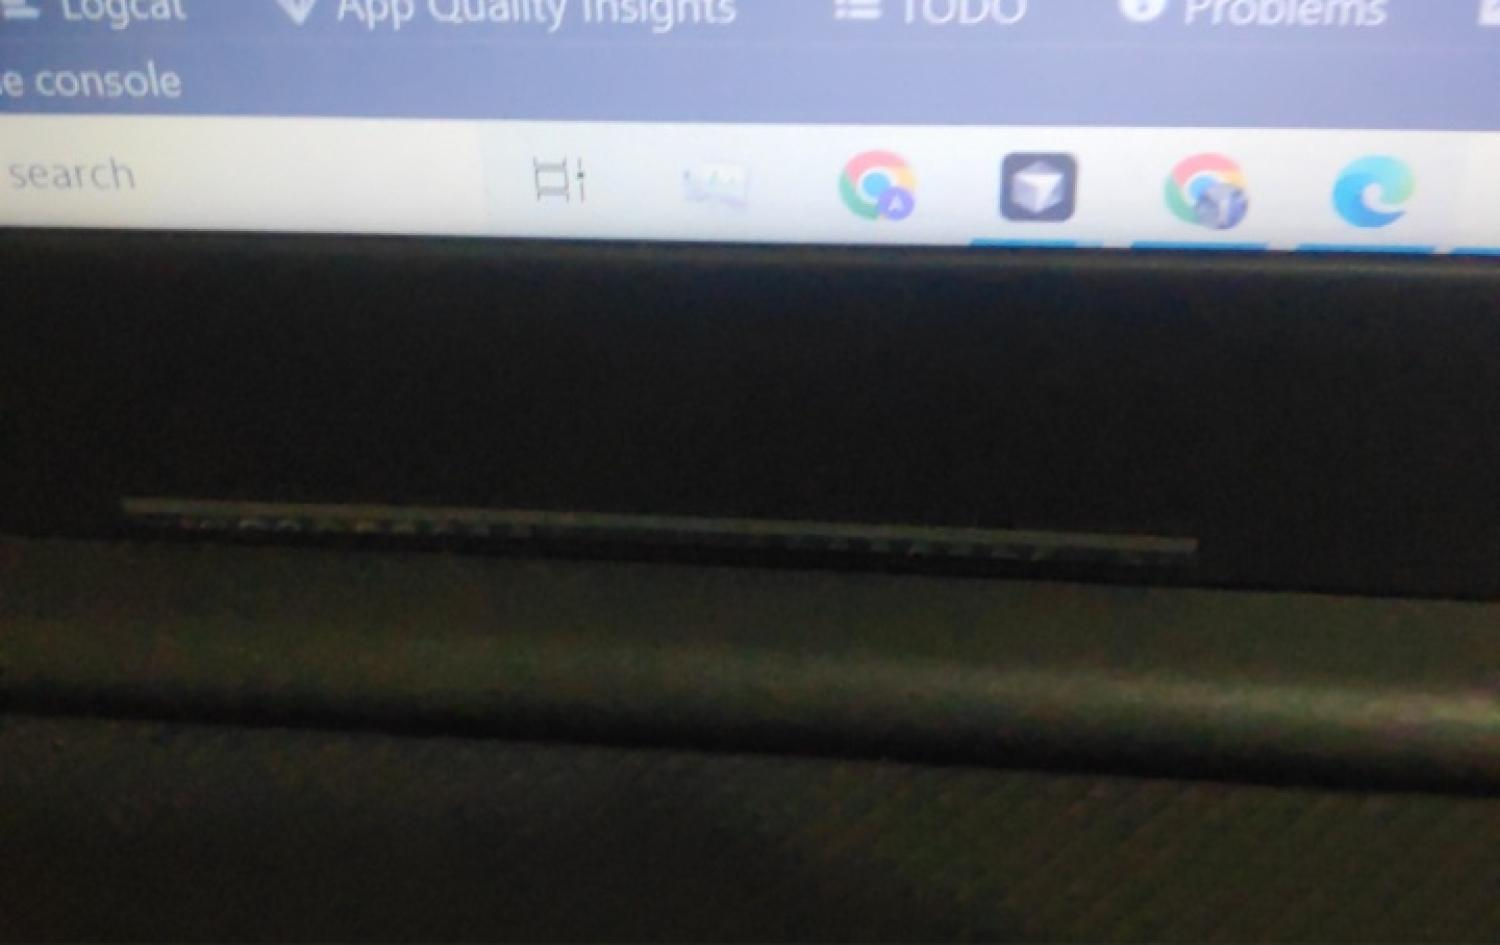 Logcat App Quality Insights TODO Problems
e console
search